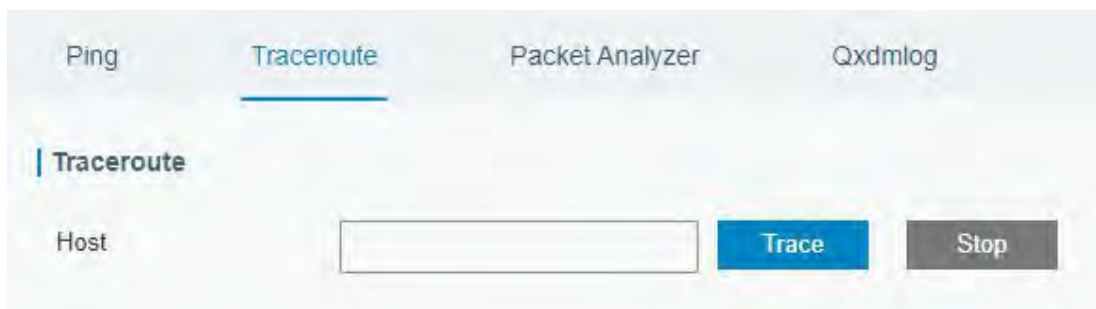 Ping Traceroute Packet Analyzer Qxdmlog
Traceroute
Host Trace Stop